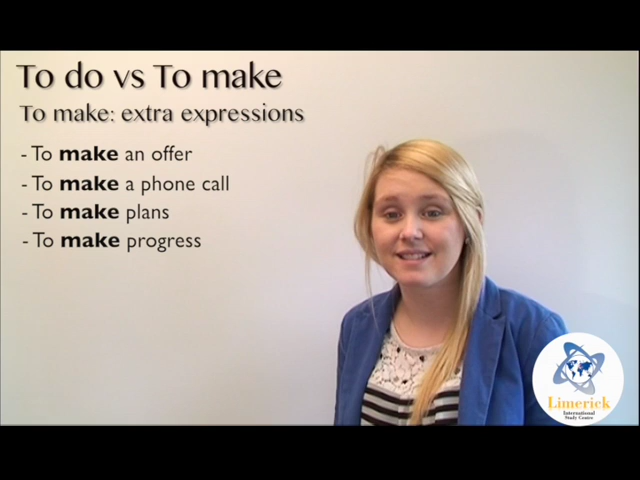 To do vs To make
To make: extra expressions
- To make an offer
- To make a phone call
- To make plans
- To make progress
Limerick
International
Study Centre